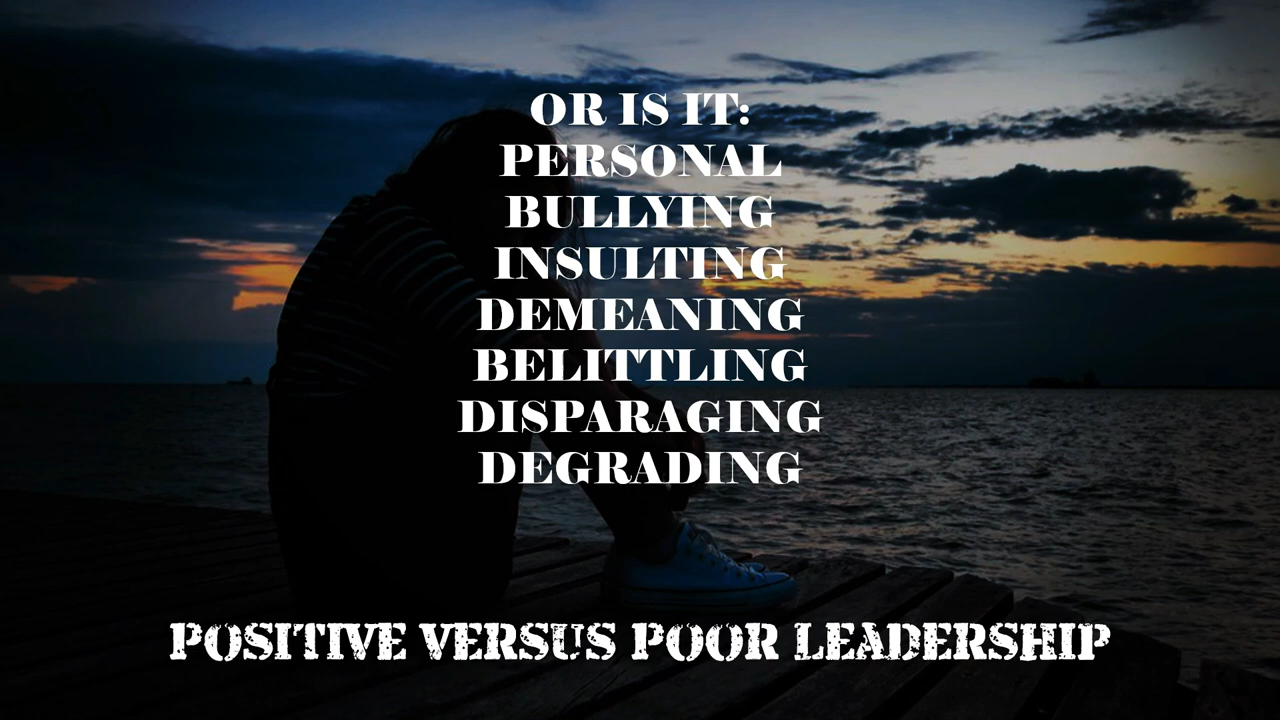 OR IS IT:
PERSONAL
BULLYING
INSULTING
DEMEANING
BELITTLING
DISPARAGING
DEGRADING
POSITIVE VERSUS POOR LEADERSHIP